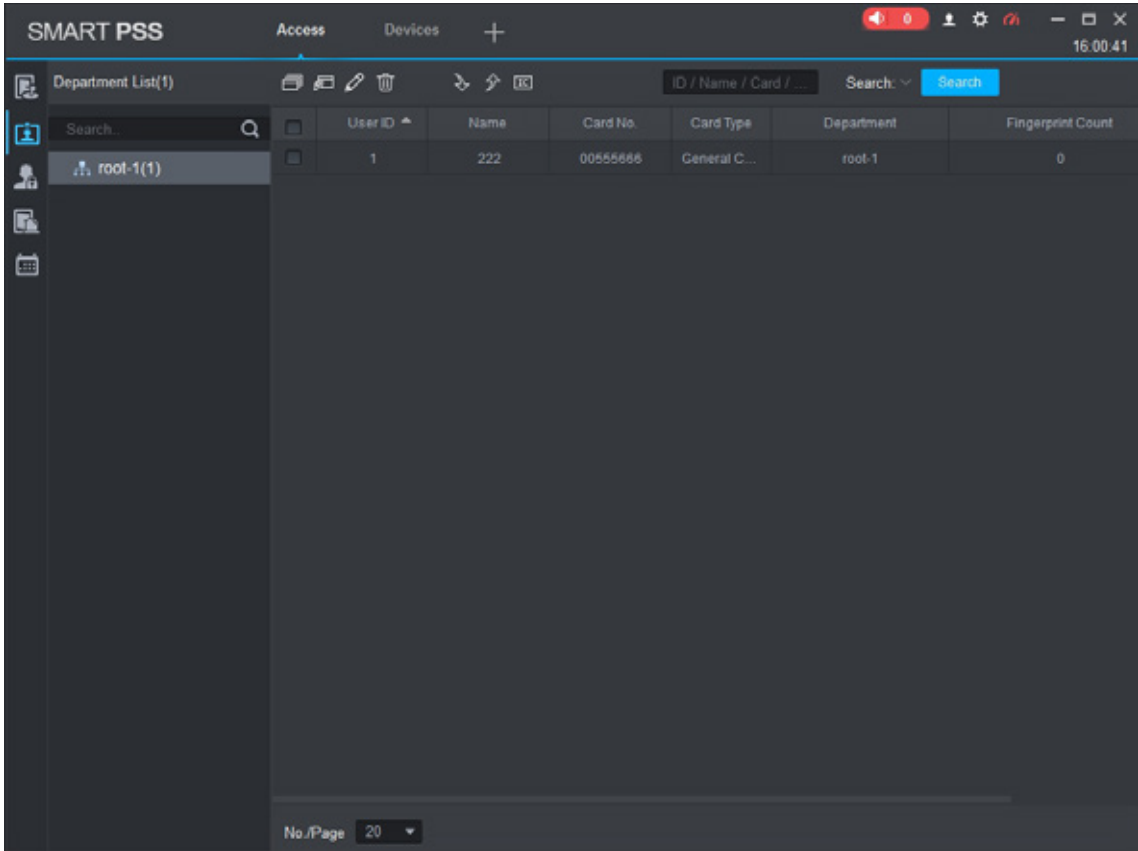 SMART PSS Access Devices 0
16:00:41
Department List(1) ID / Name / Card / ... Search: Search
Search.. User ID Name Card No. Card Type Department Fingerprint Count
root-1(1) 1 222 00555666 General C... root-1 0
No./Page 20